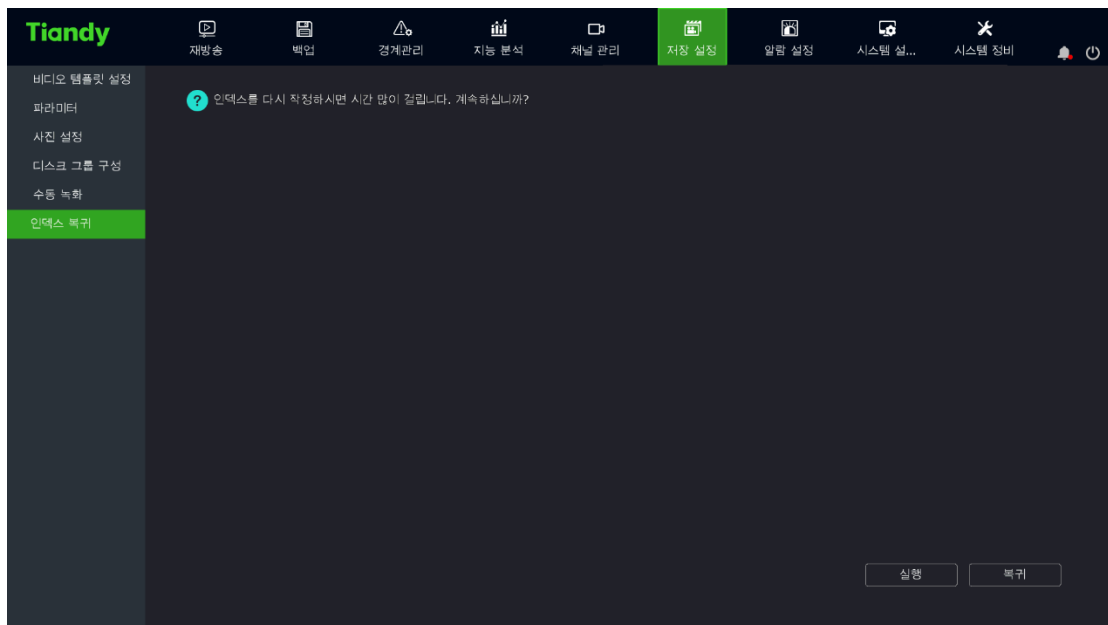 Tiandy
재방송
백업
경계관리
지능 분석
채널 관리
저장 설정
알람 설정
시스템 설...
시스템 정비
비디오 템플릿 설정
파라미터
사진 설정
디스크 그룹 구성
수동 녹화
인덱스 복귀
? 인덱스를 다시 작정하시면 시간 많이 걸립니다. 계속하십니까?
실행
복귀